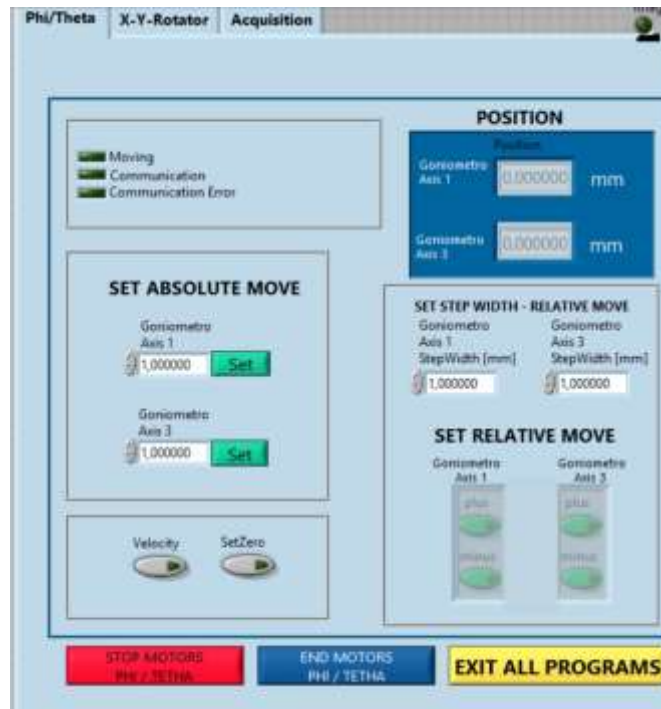 Phi/Theta X-Y-Rotator Acquisition
POSITION
Position
Moving
Communication
Communication Error
Goniometro
Axis 1
0.000000 mm
Goniometro
Axis 3
0.000000 mm
SET ABSOLUTE MOVE
Goniometro
Axis 1
1,000000 Set
Goniometro
Axis 3
1,000000 Set
SET STEP WIDTH - RELATIVE MOVE
Goniometro Goniometro
Axis 1 Axis 3
StepWidth [mm] StepWidth [mm]
1,000000 1,000000
SET RELATIVE MOVE
Goniometro Goniometro
Axis 1 Axis 3
plus plus
minus minus
Velocity SetZero
STOP MOTORS
PHI / TETHA
END MOTORS
PHI / TETHA
EXIT ALL PROGRAMS